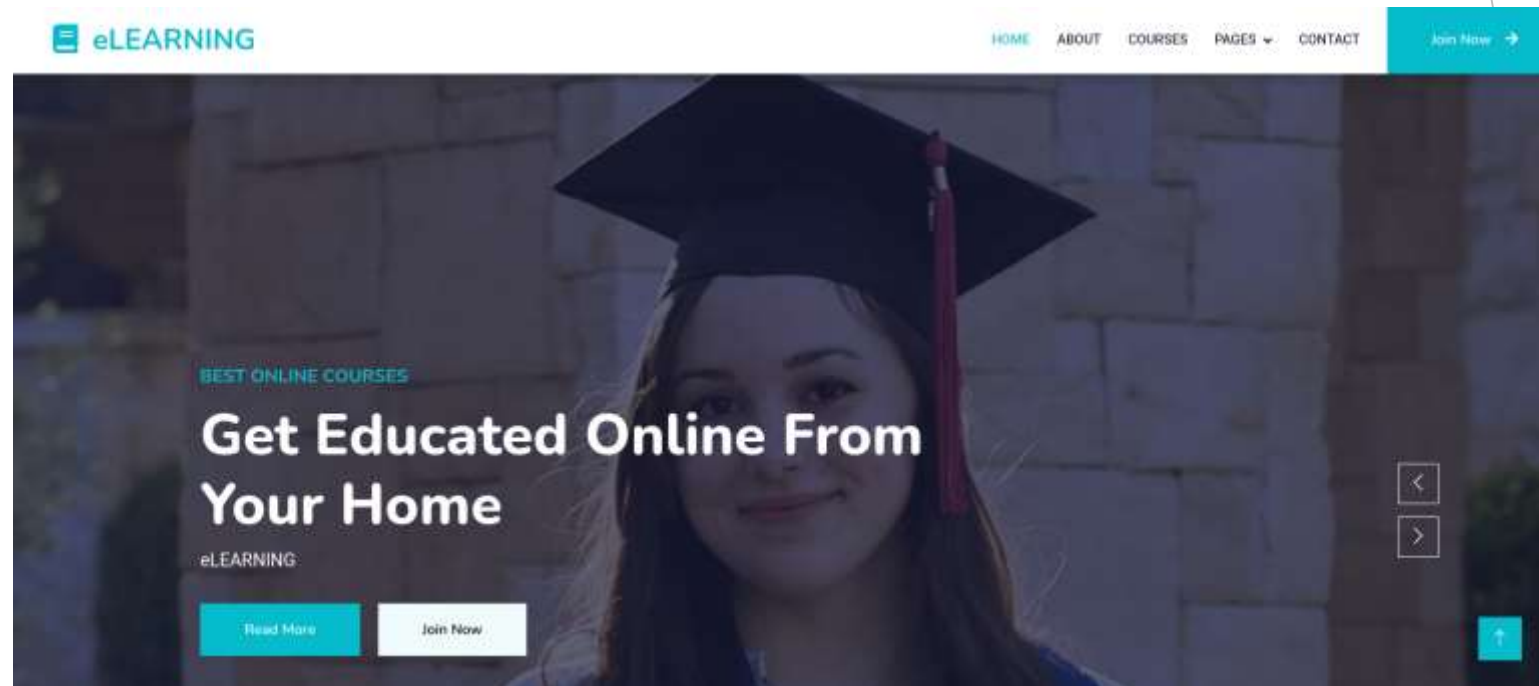 eLEARNING
HOME ABOUT COURSES PAGES CONTACT Join Now
BEST ONLINE COURSES
Get Educated Online From
Your Home
eLEARNING
Read More Join Now